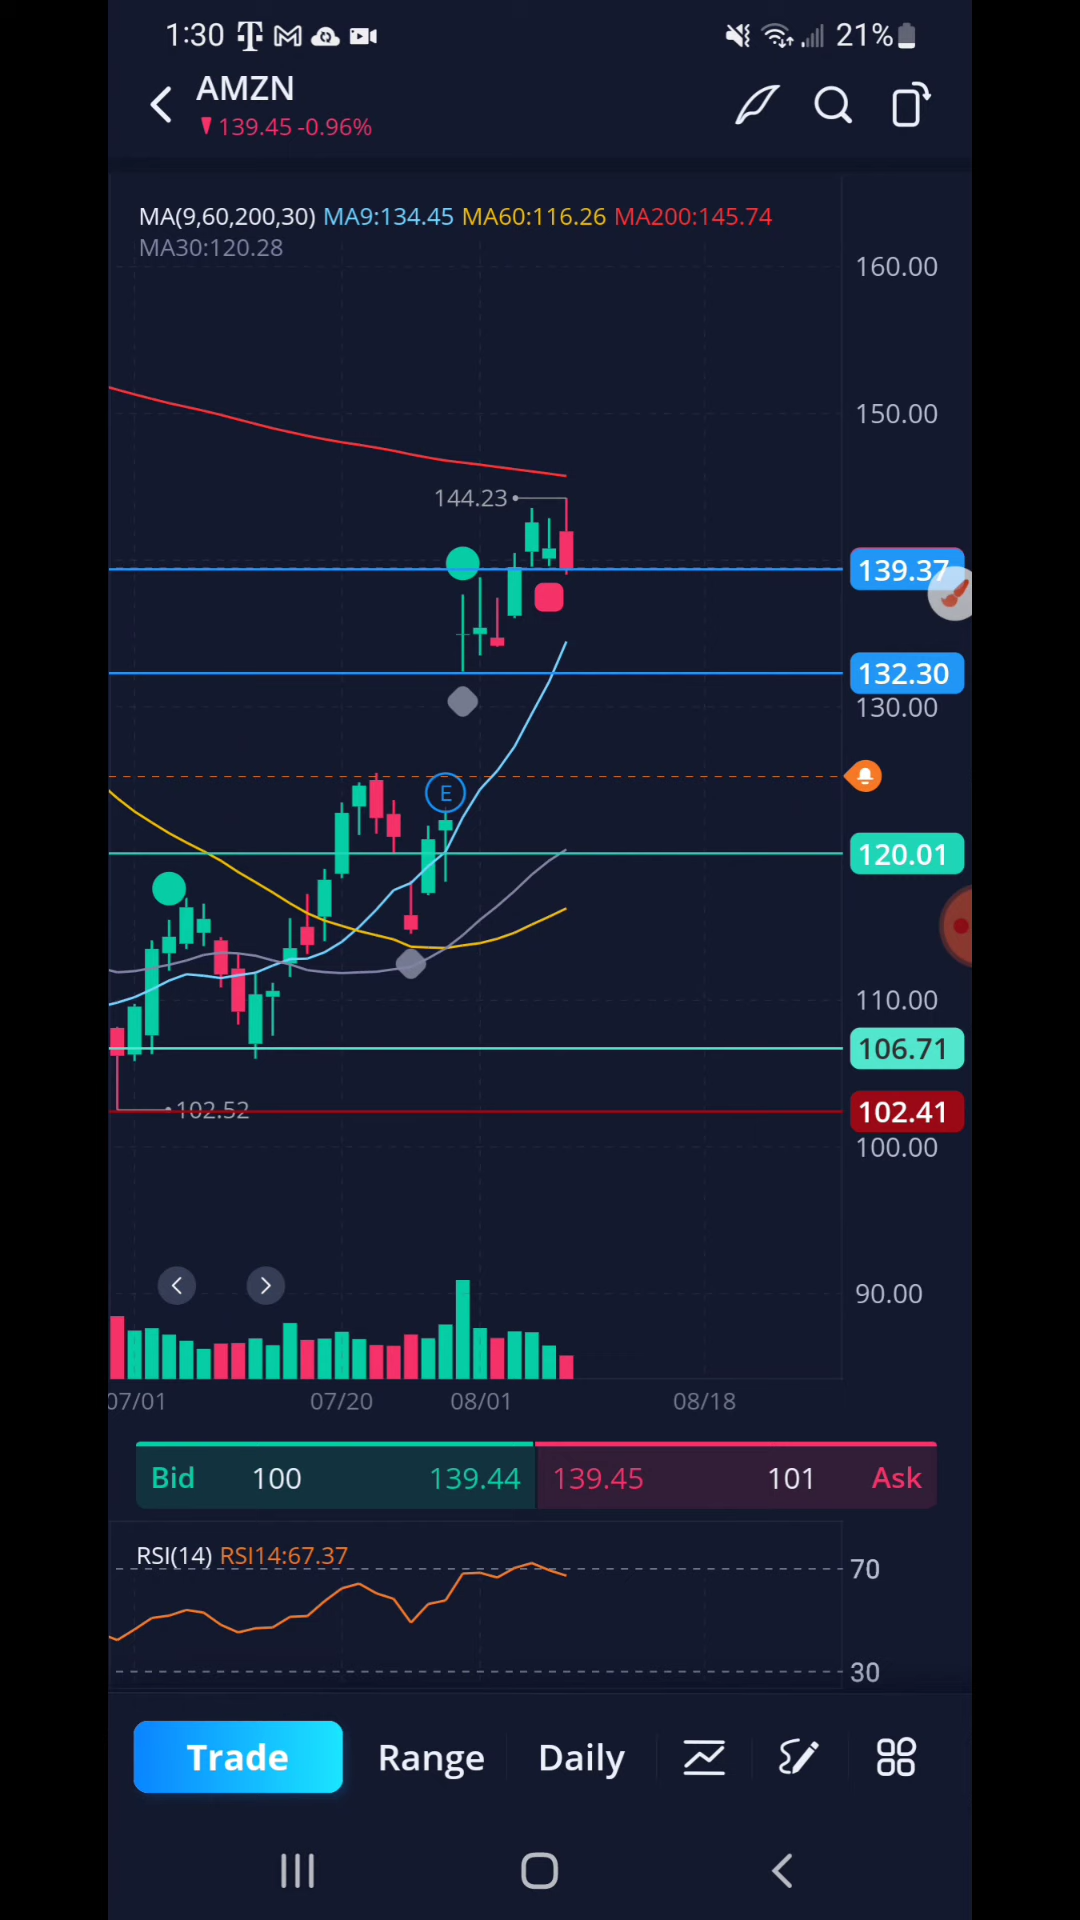 1:30 21%
AMZN
139.45 -0.96%
MA(9,60,200,30) MA9:134.45 MA60:116.26 MA200:145.74
MA30:120.28
160.00
150.00
144.23
139.37
132.30
130.00
E
120.01
110.00
106.71
102.52
102.41
100.00
90.00
07/01 07/20 08/01 08/18
Bid 100 139.44 139.45 101 Ask
RSI(14) RSI14:67.37
70
30
Trade Range Daily